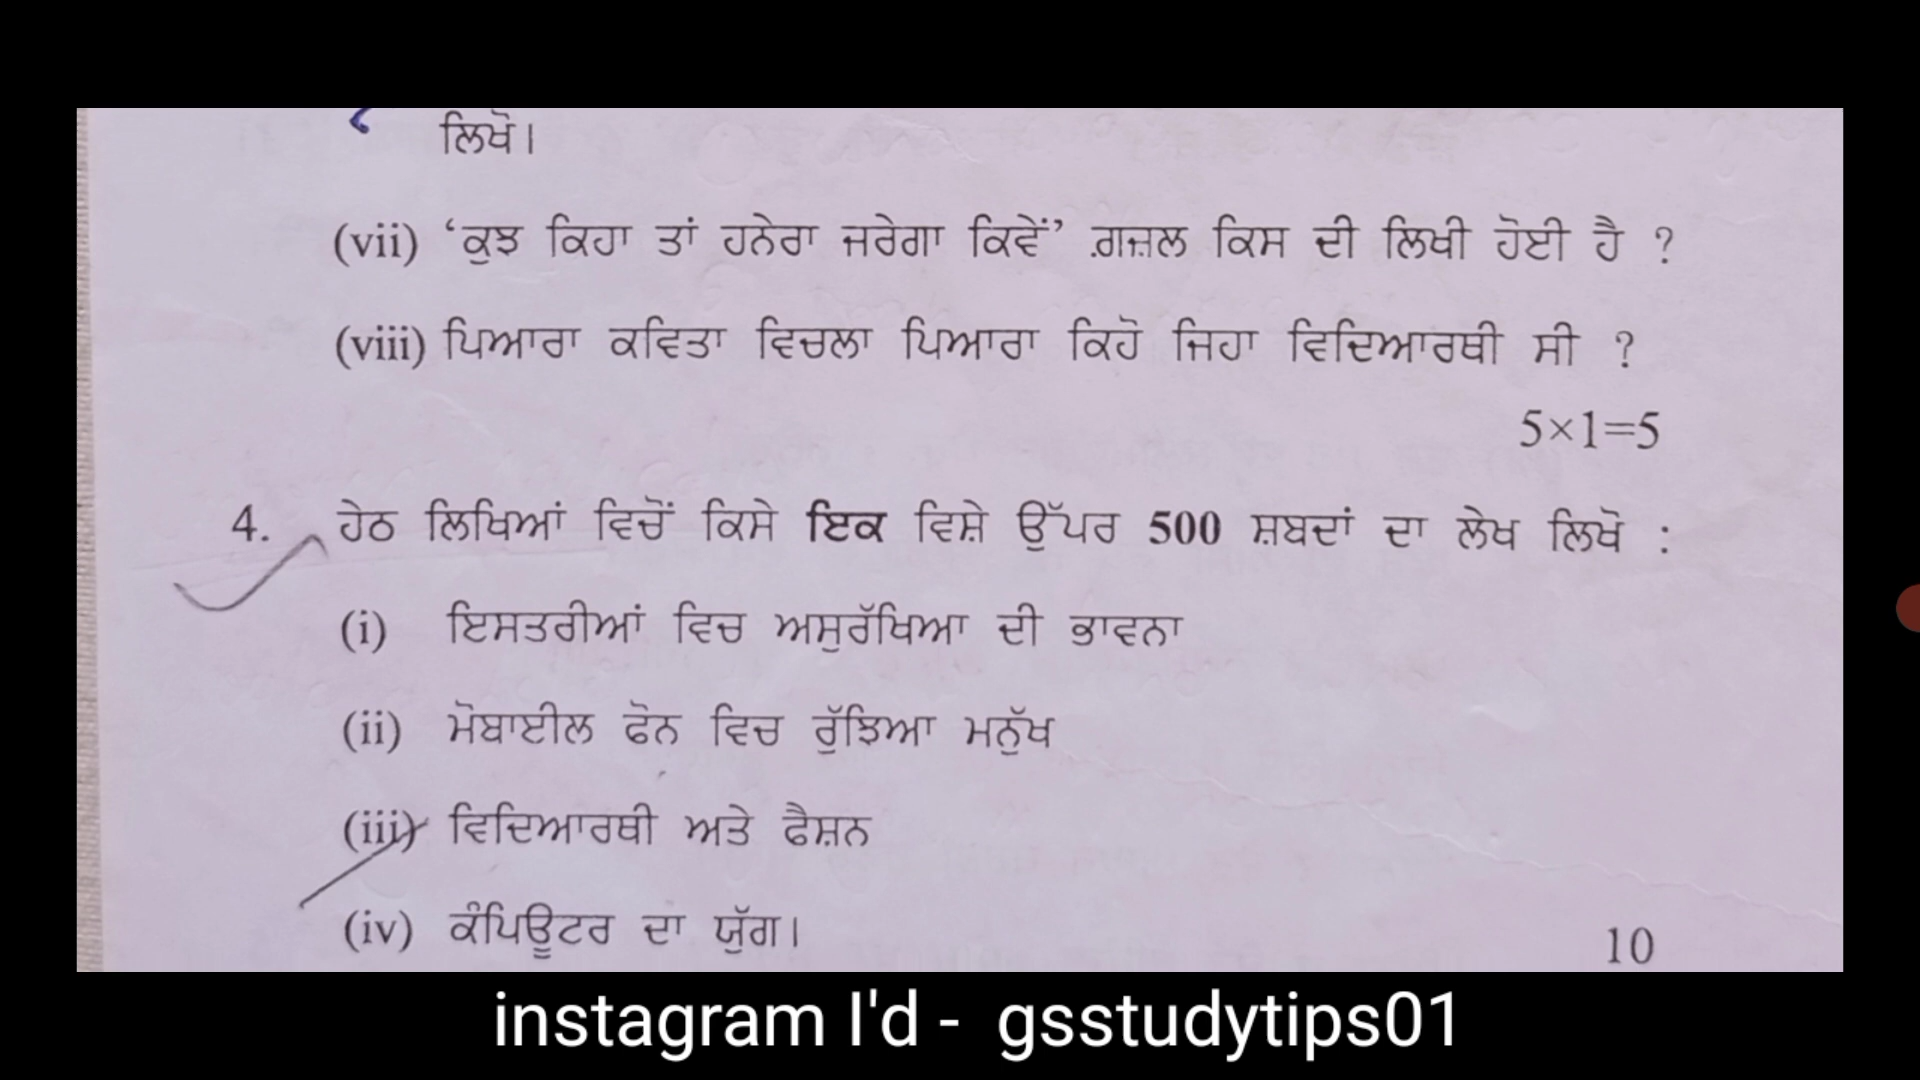 ਲਿਖੋ।
(vii) ‘ਕੁਝ ਕਿਹਾ ਤਾਂ ਹਨੇਰਾ ਜਰੇਗਾ ਕਿਵੇਂ’ ਗ਼ਜ਼ਲ ਕਿਸ ਦੀ ਲਿਖੀ ਹੋਈ ਹੈ ?
(viii) ਪਿਆਰਾ ਕਵਿਤਾ ਵਿਚਲਾ ਪਿਆਰਾ ਕਿਹੋ ਜਿਹਾ ਵਿਦਿਆਰਥੀ ਸੀ ?
5×1=5
4. ਹੇਠ ਲਿਖਿਆਂ ਵਿਚੋਂ ਕਿਸੇ ਇਕ ਵਿਸ਼ੇ ਉੱਪਰ 500 ਸ਼ਬਦਾਂ ਦਾ ਲੇਖ ਲਿਖੋ :
(i) ਇਸਤਰੀਆਂ ਵਿਚ ਅਸੁਰੱਖਿਆ ਦੀ ਭਾਵਨਾ
(ii) ਮੋਬਾਈਲ ਫੋਨ ਵਿਚ ਰੁੱਝਿਆ ਮਨੁੱਖ
(iii) ਵਿਦਿਆਰਥੀ ਅਤੇ ਫੈਸ਼ਨ
(iv) ਕੰਪਿਊਟਰ ਦਾ ਯੁੱਗ। 10
instagram I'd - gsstudytips01